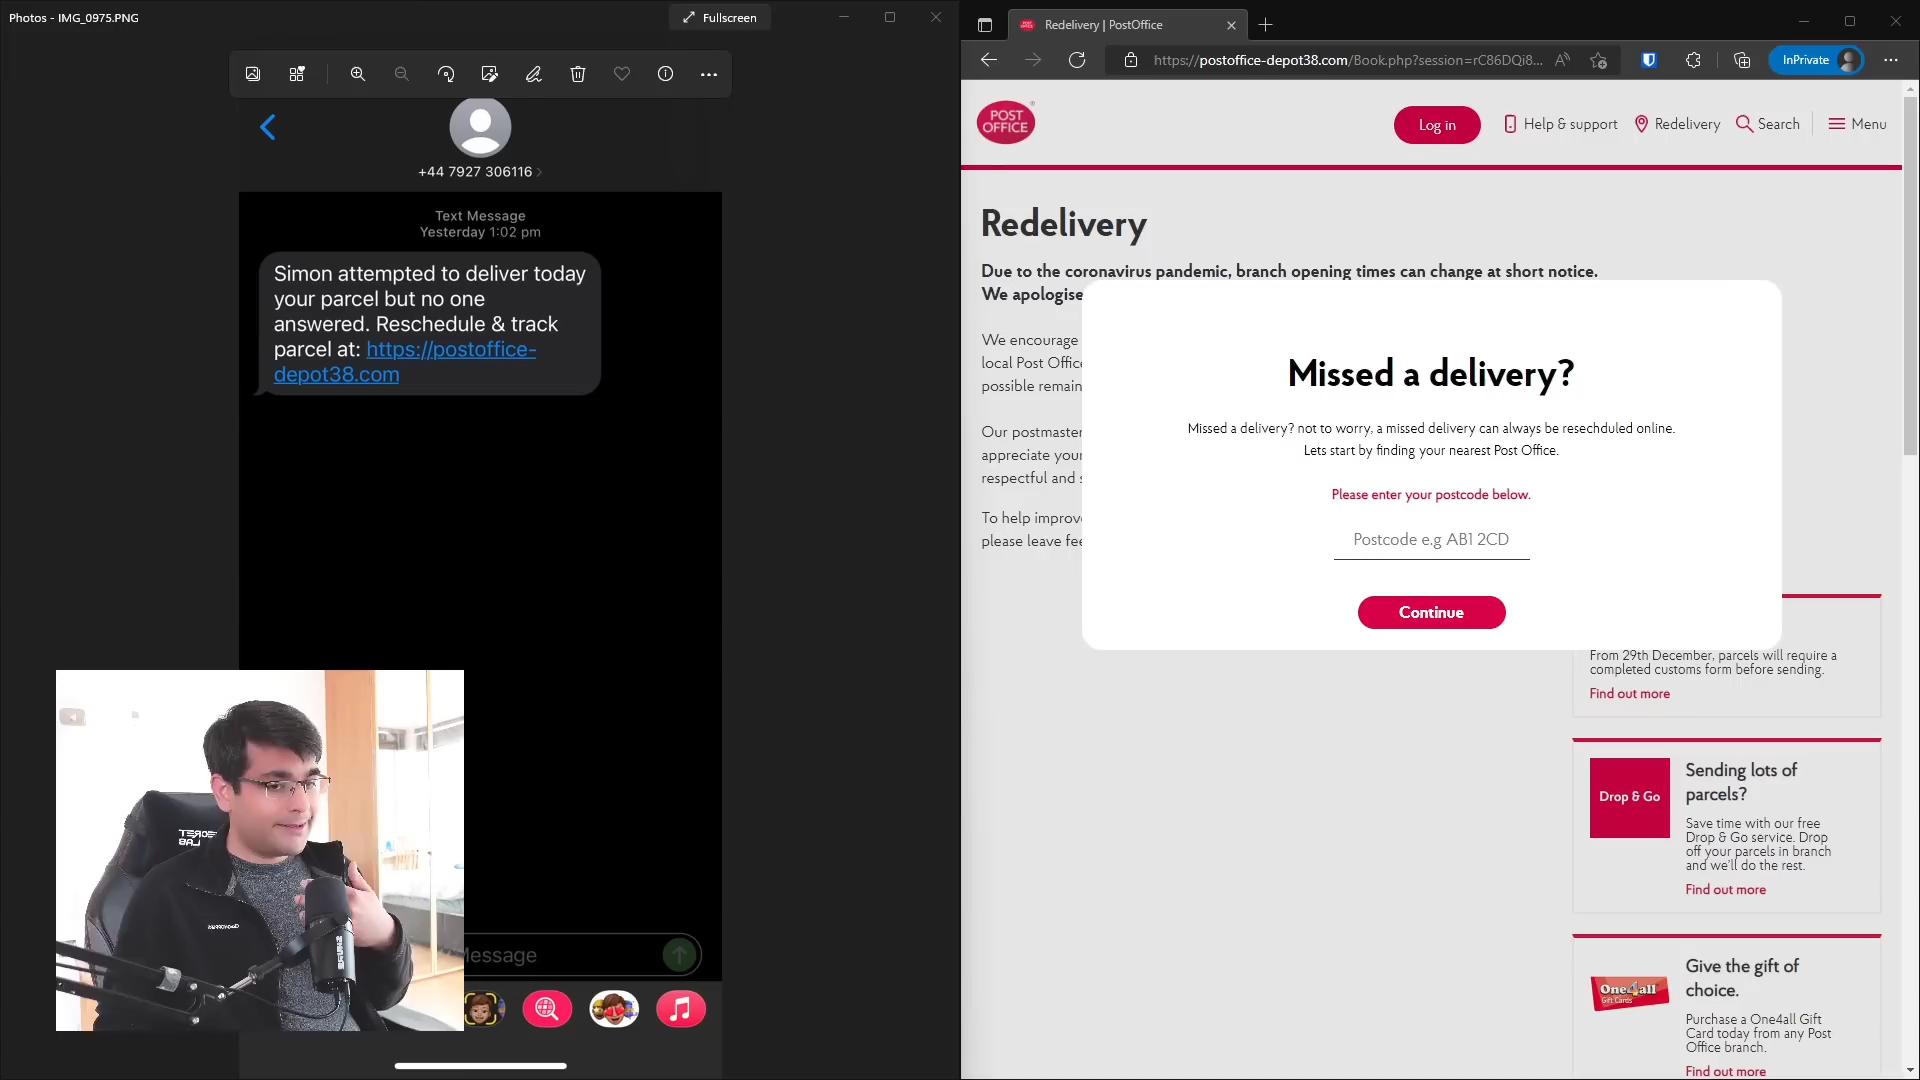 Photos - IMG_0975.PNG
Fullscreen
+44 7927 306116
Text Message
Yesterday 1:02 pm
Simon attempted to deliver today
your parcel but no one
answered. Reschedule & track
parcel at: https://postoffice-
depot38.com
Message
Redelivery | PostOffice
https://postoffice-depot38.com/Book.php?session=rC86DQi8...
InPrivate
POST
OFFICE
Log in
Help & support
Redelivery
Search
Menu
Redelivery
Due to the coronavirus pandemic, branch opening times can change at short notice.
We apologise
We encourage
local Post Office
possible remain
Our postmaster
appreciate your
respectful and
To help improve
please leave fee
Missed a delivery?
Missed a delivery? not to worry, a missed delivery can always be resechduled online.
Lets start by finding your nearest Post Office.
Please enter your postcode below.
Postcode e.g AB1 2CD
Continue
From 29th December, parcels will require a
completed customs form before sending.
Find out more
Drop & Go
Sending lots of
parcels?
Save time with our free
Drop & Go service. Drop
off your parcels in branch
and we'll do the rest.
Find out more
One4all
Gift Cards
Give the gift of
choice.
Purchase a One4all Gift
Card today from any Post
Office branch.
Find out more